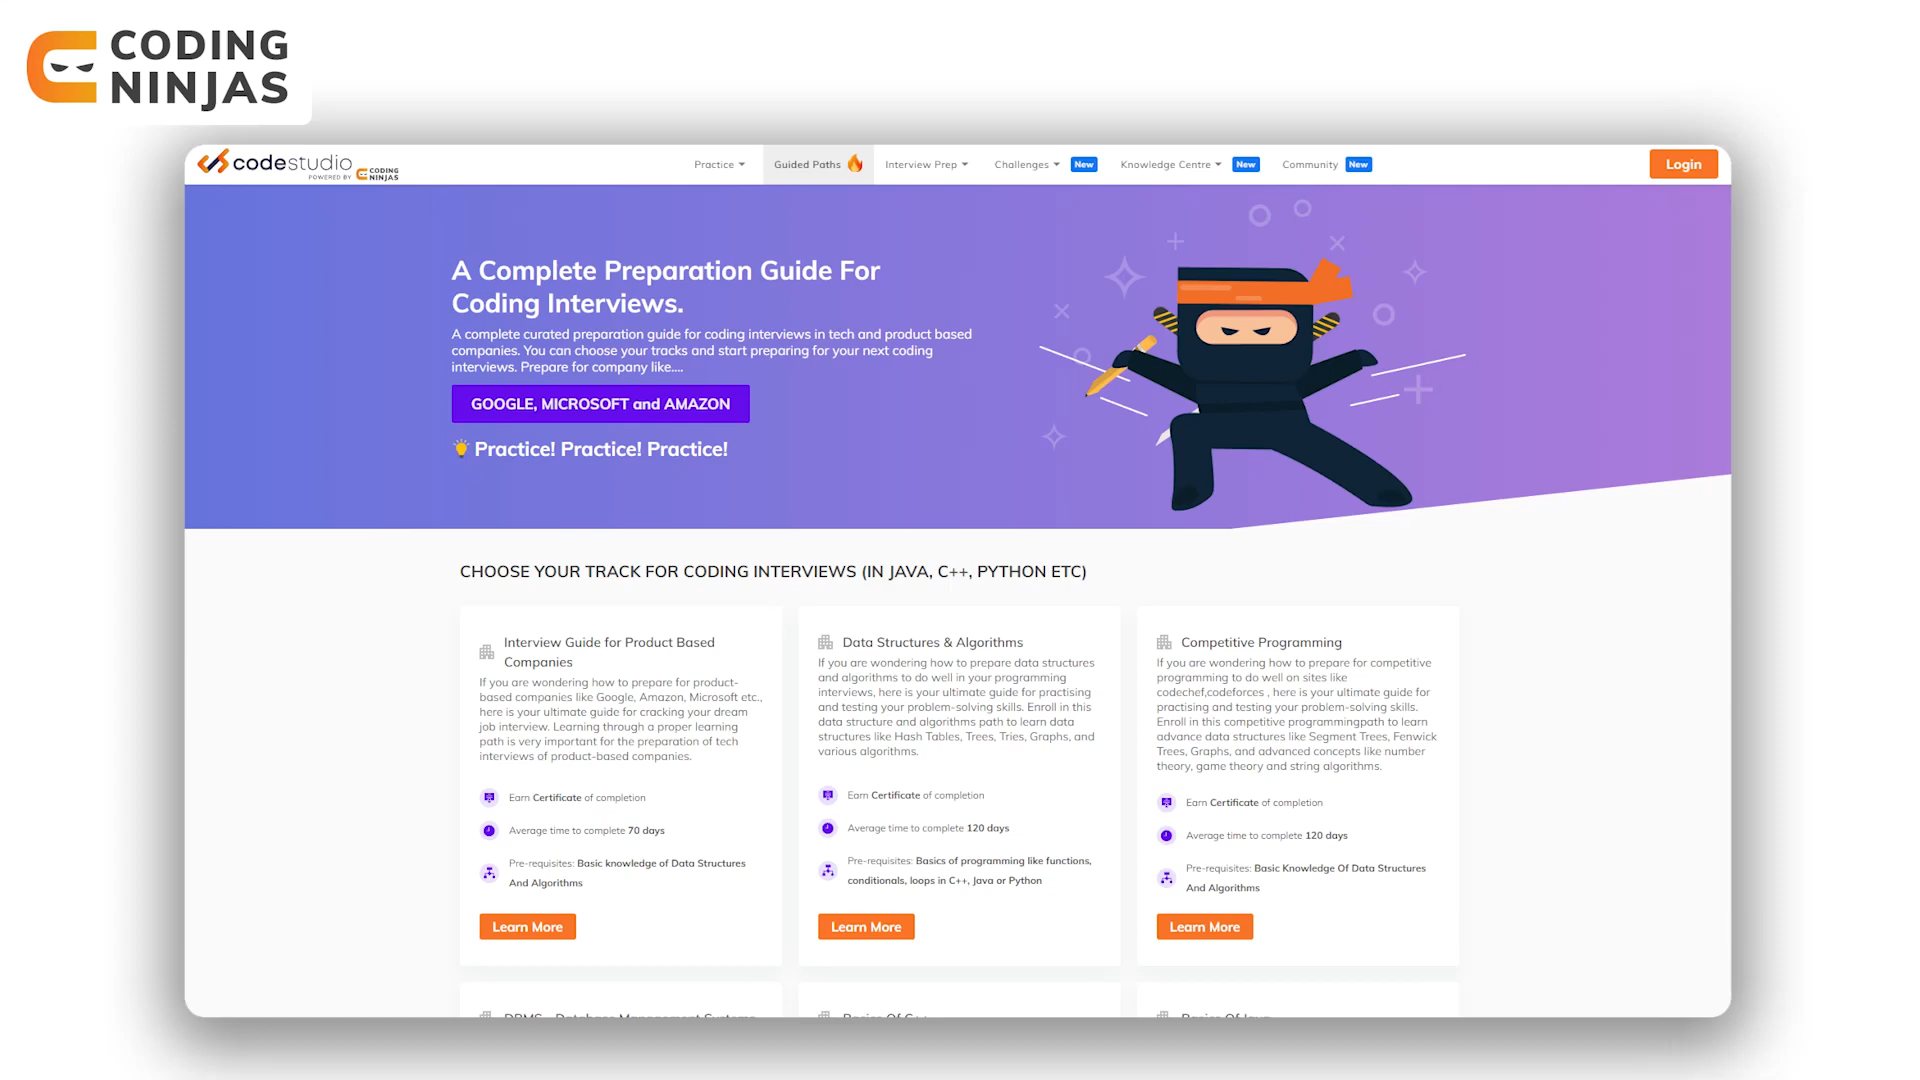 CODING
NINJAS
codestudio
POWERED BY CODING NINJAS
Practice
Guided Paths
Interview Prep
Challenges New
Knowledge Centre New
Community New
Login
A Complete Preparation Guide For
Coding Interviews.
A complete curated preparation guide for coding interviews in tech and product based
companies. You can choose your tracks and start preparing for your next coding
interviews. Prepare for company like....
GOOGLE, MICROSOFT and AMAZON
Practice! Practice! Practice!
CHOOSE YOUR TRACK FOR CODING INTERVIEWS (IN JAVA, C++, PYTHON ETC)
Interview Guide for Product Based
Companies
If you are wondering how to prepare for product-
based companies like Google, Amazon, Microsoft etc.,
here is your ultimate guide for cracking your dream
job interview. Learning through a proper learning
path is very important for the preparation of tech
interviews of product-based companies.
Earn Certificate of completion
Average time to complete 70 days
Pre-requisites: Basic knowledge of Data Structures
And Algorithms
Learn More
Data Structures & Algorithms
If you are wondering how to prepare data structures
and algorithms to do well in your programming
interviews, here is your ultimate guide for practising
and testing your problem-solving skills. Enroll in this
data structure and algorithms path to learn data
structures like Hash Tables, Trees, Tries, Graphs, and
various algorithms.
Earn Certificate of completion
Average time to complete 120 days
Pre-requisites: Basics of programming like functions,
conditionals, loops in C++, Java or Python
Learn More
Competitive Programming
If you are wondering how to prepare for competitive
programming to do well on sites like
codechef,codeforces , here is your ultimate guide for
practising and testing your problem-solving skills.
Enroll in this competitive programmingpath to learn
advance data structures like Segment Trees, Fenwick
Trees, Graphs, and advanced concepts like number
theory, game theory and string algorithms.
Earn Certificate of completion
Average time to complete 120 days
Pre-requisites: Basic Knowledge Of Data Structures
And Algorithms
Learn More
DBMS - Database Management Systems
Basics Of C++
Basics Of Java